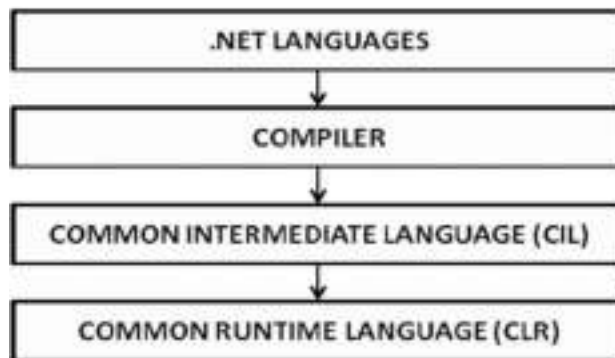 .NET LANGUAGES
COMPILER
COMMON INTERMEDIATE LANGUAGE (CIL)
COMMON RUNTIME LANGUAGE (CLR)